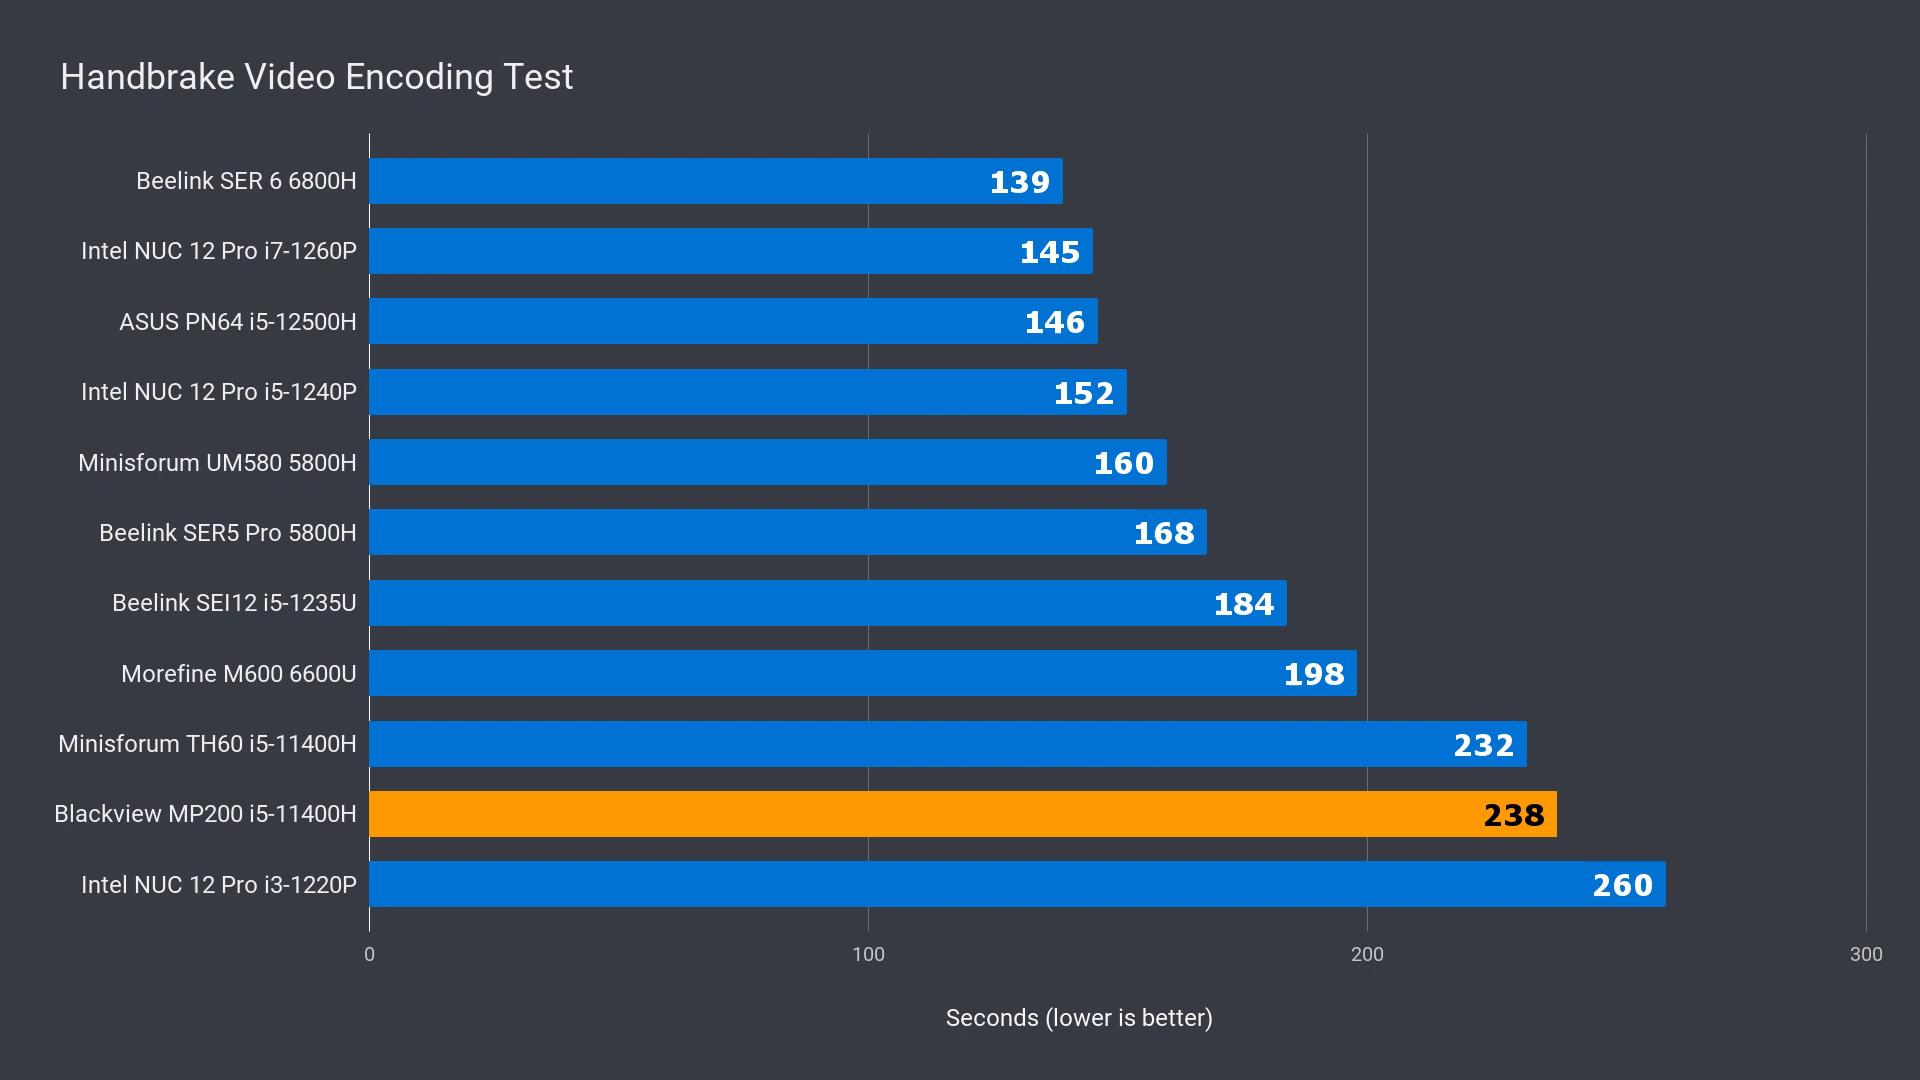 Handbrake Video Encoding Test
Beelink SER 6 6800H 139
Intel NUC 12 Pro i7-1260P 145
ASUS PN64 i5-12500H 146
Intel NUC 12 Pro i5-1240P 152
Minisforum UM580 5800H 160
Beelink SER5 Pro 5800H 168
Beelink SEI12 i5-1235U 184
Morefine M600 6600U 198
Minisforum TH60 i5-11400H 232
Blackview MP200 i5-11400H 238
Intel NUC 12 Pro i3-1220P 260
0 100 200 300
Seconds (lower is better)